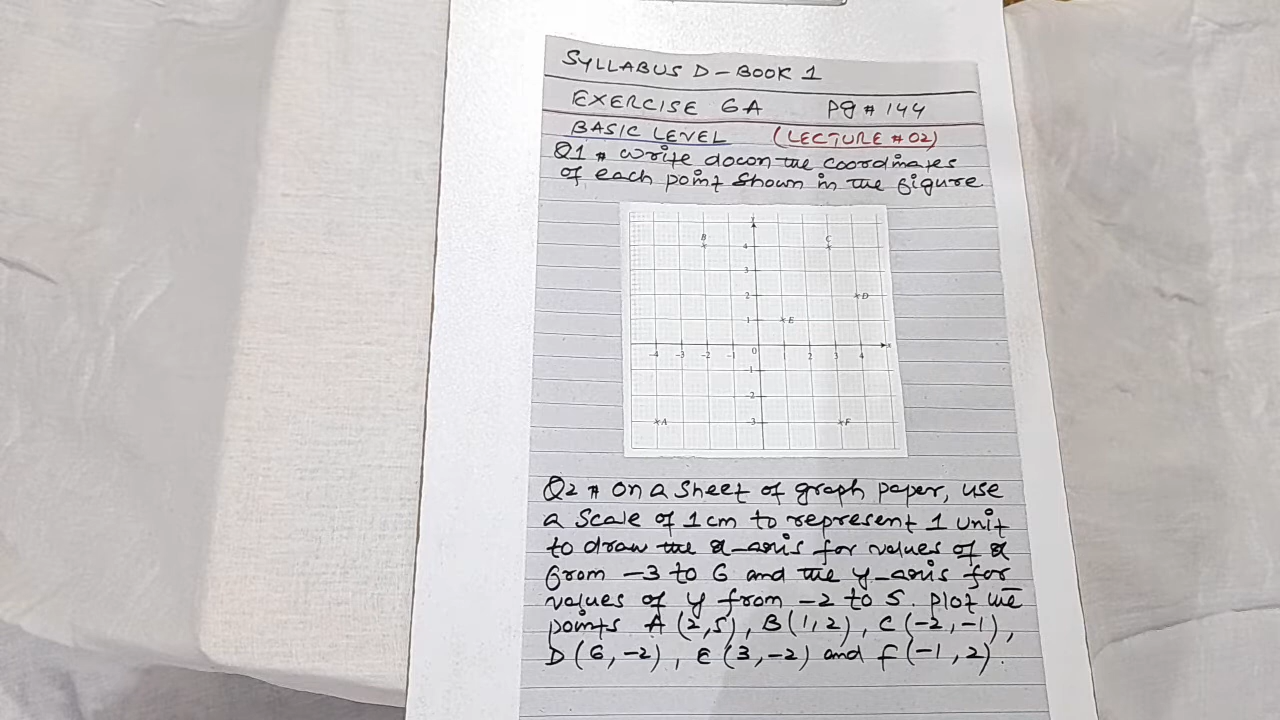 SYLLABUS D - BOOK 1
EXERCISE 6A pg # 144
BASIC LEVEL (LECTURE # 02)
Q1 # write down the coordinates
of each point shown in the figure
y
B C
4
3
2 D
1 E
-4 -3 -2 -1 0 2 3 4 x
-1
-2
A -3 F
Q2 # on a sheet of graph paper, use
a scale of 1 cm to represent 1 unit
to draw the x-axis for values of x
from -3 to 6 and the y-axis for
values of y from -2 to 5. plot the
points A (2,5), B (1,2), C (-2,-1),
D (6,-2), E (3,-2) and F (-1,2).